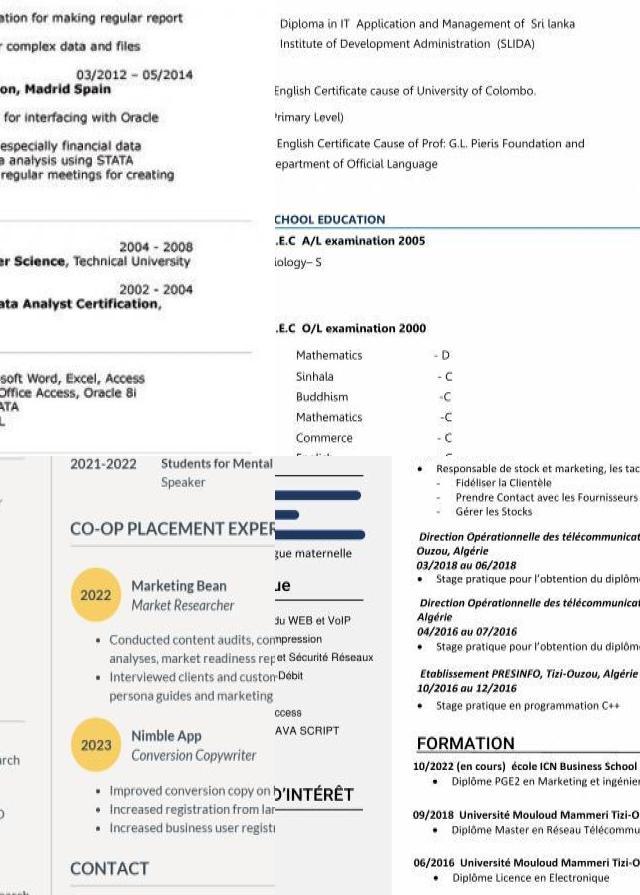 ation for making regular report
complex data and files
03/2012 – 05/2014
on, Madrid Spain
for interfacing with Oracle
especially financial data
a analysis using STATA
regular meetings for creating
2004 - 2008
er Science, Technical University
2002 - 2004
ata Analyst Certification,
soft Word, Excel, Access
Office Access, Oracle 8i
ATA
L
Diploma in IT Application and Management of Sri lanka
Institute of Development Administration (SLIDA)
English Certificate cause of University of Colombo.
rimary Level)
English Certificate Cause of Prof: G.L. Pieris Foundation and
epartment of Official Language
CHOOL EDUCATION
.E.C A/L examination 2005
iology– S
.E.C O/L examination 2000
Mathematics - D
Sinhala - C
Buddhism -C
Mathematics -C
Commerce - C
2021-2022 Students for Mental
Speaker
CO-OP PLACEMENT EXPER
2022 Marketing Bean
Market Researcher
• Conducted content audits, com
analyses, market readiness rep
• Interviewed clients and custon
persona guides and marketing
2023 Nimble App
Conversion Copywriter
• Improved conversion copy on
• Increased registration from lar
• Increased business user registr
CONTACT
arch
gue maternelle
ue
du WEB et VoIP
mpression
et Sécurité Réseaux
Débit
ccess
AVA SCRIPT
D'INTÉRÊT
• Responsable de stock et marketing, les tac
- Fidéliser la Clientèle
- Prendre Contact avec les Fournisseurs
- Gérer les Stocks
Direction Opérationnelle des télécommunicat
Ouzou, Algérie
03/2018 au 06/2018
• Stage pratique pour l'obtention du diplôm
Direction Opérationnelle des télécommunicat
Algérie
04/2016 au 07/2016
• Stage pratique pour l'obtention du diplôm
Etablissement PRESINFO, Tizi-Ouzou, Algérie
10/2016 au 12/2016
• Stage pratique en programmation C++
FORMATION
10/2022 (en cours) école ICN Business School
• Diplôme PGE2 en Marketing et ingénier
09/2018 Université Mouloud Mammeri Tizi-O
• Diplôme Master en Réseau Télécommu
06/2016 Université Mouloud Mammeri Tizi-O
• Diplôme Licence en Electronique